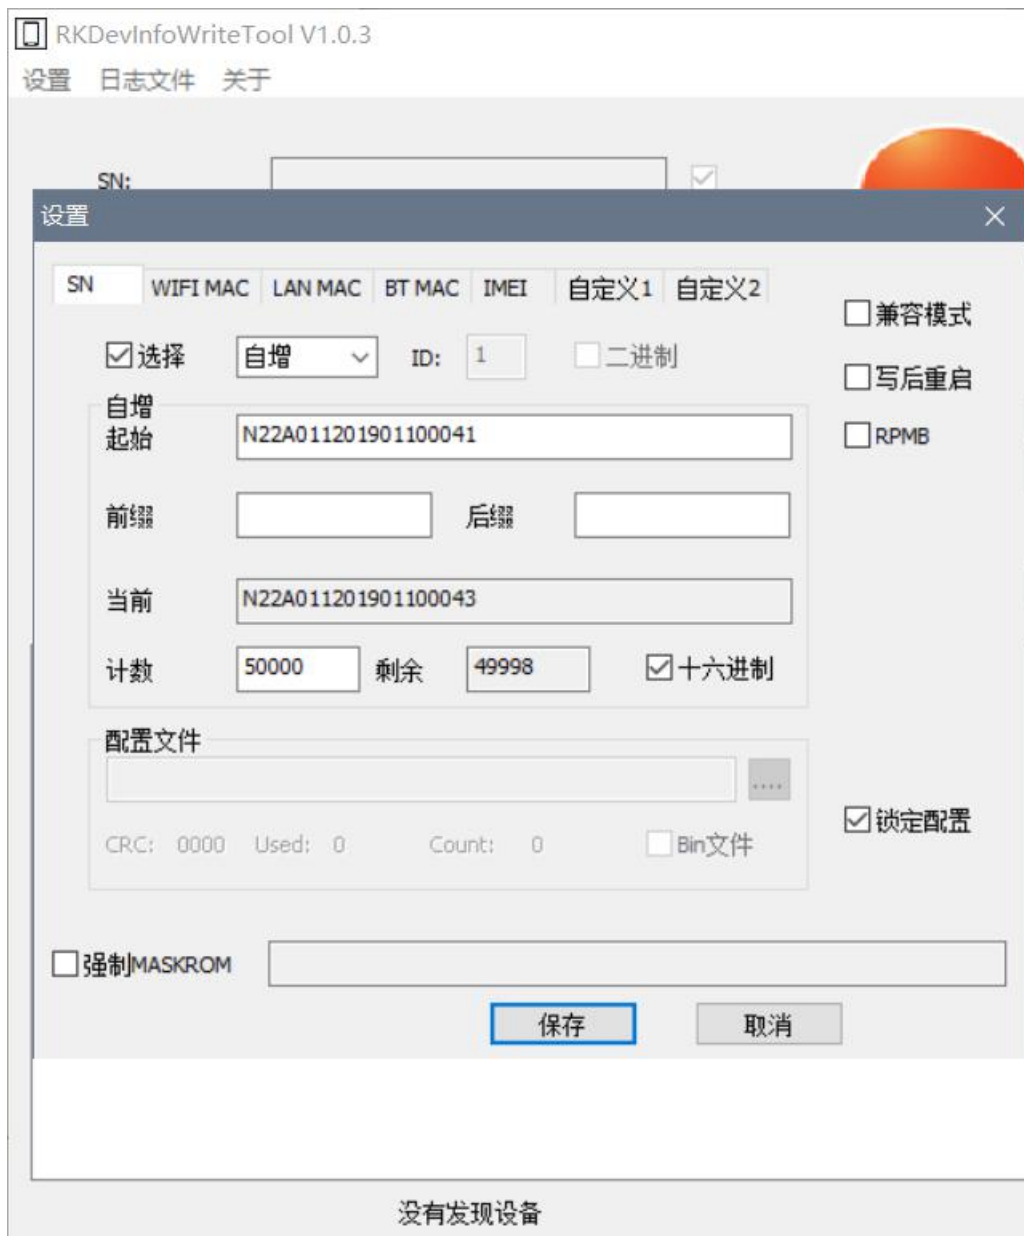 RKDevInfoWriteTool V1.0.3
设置 日志文件 关于
SN:
设置
SN WIFI MAC LAN MAC BT MAC IMEI 自定义1 自定义2
兼容模式
选择 自增 ID: 1 二进制
写后重启
自增
起始 N22A011201901100041
RPMB
前缀 后缀
当前 N22A011201901100043
计数 50000 剩余 49998 十六进制
配置文件
....
锁定配置
CRC: 0000 Used: 0 Count: 0 Bin文件
强制MASKROM
保存 取消
没有发现设备